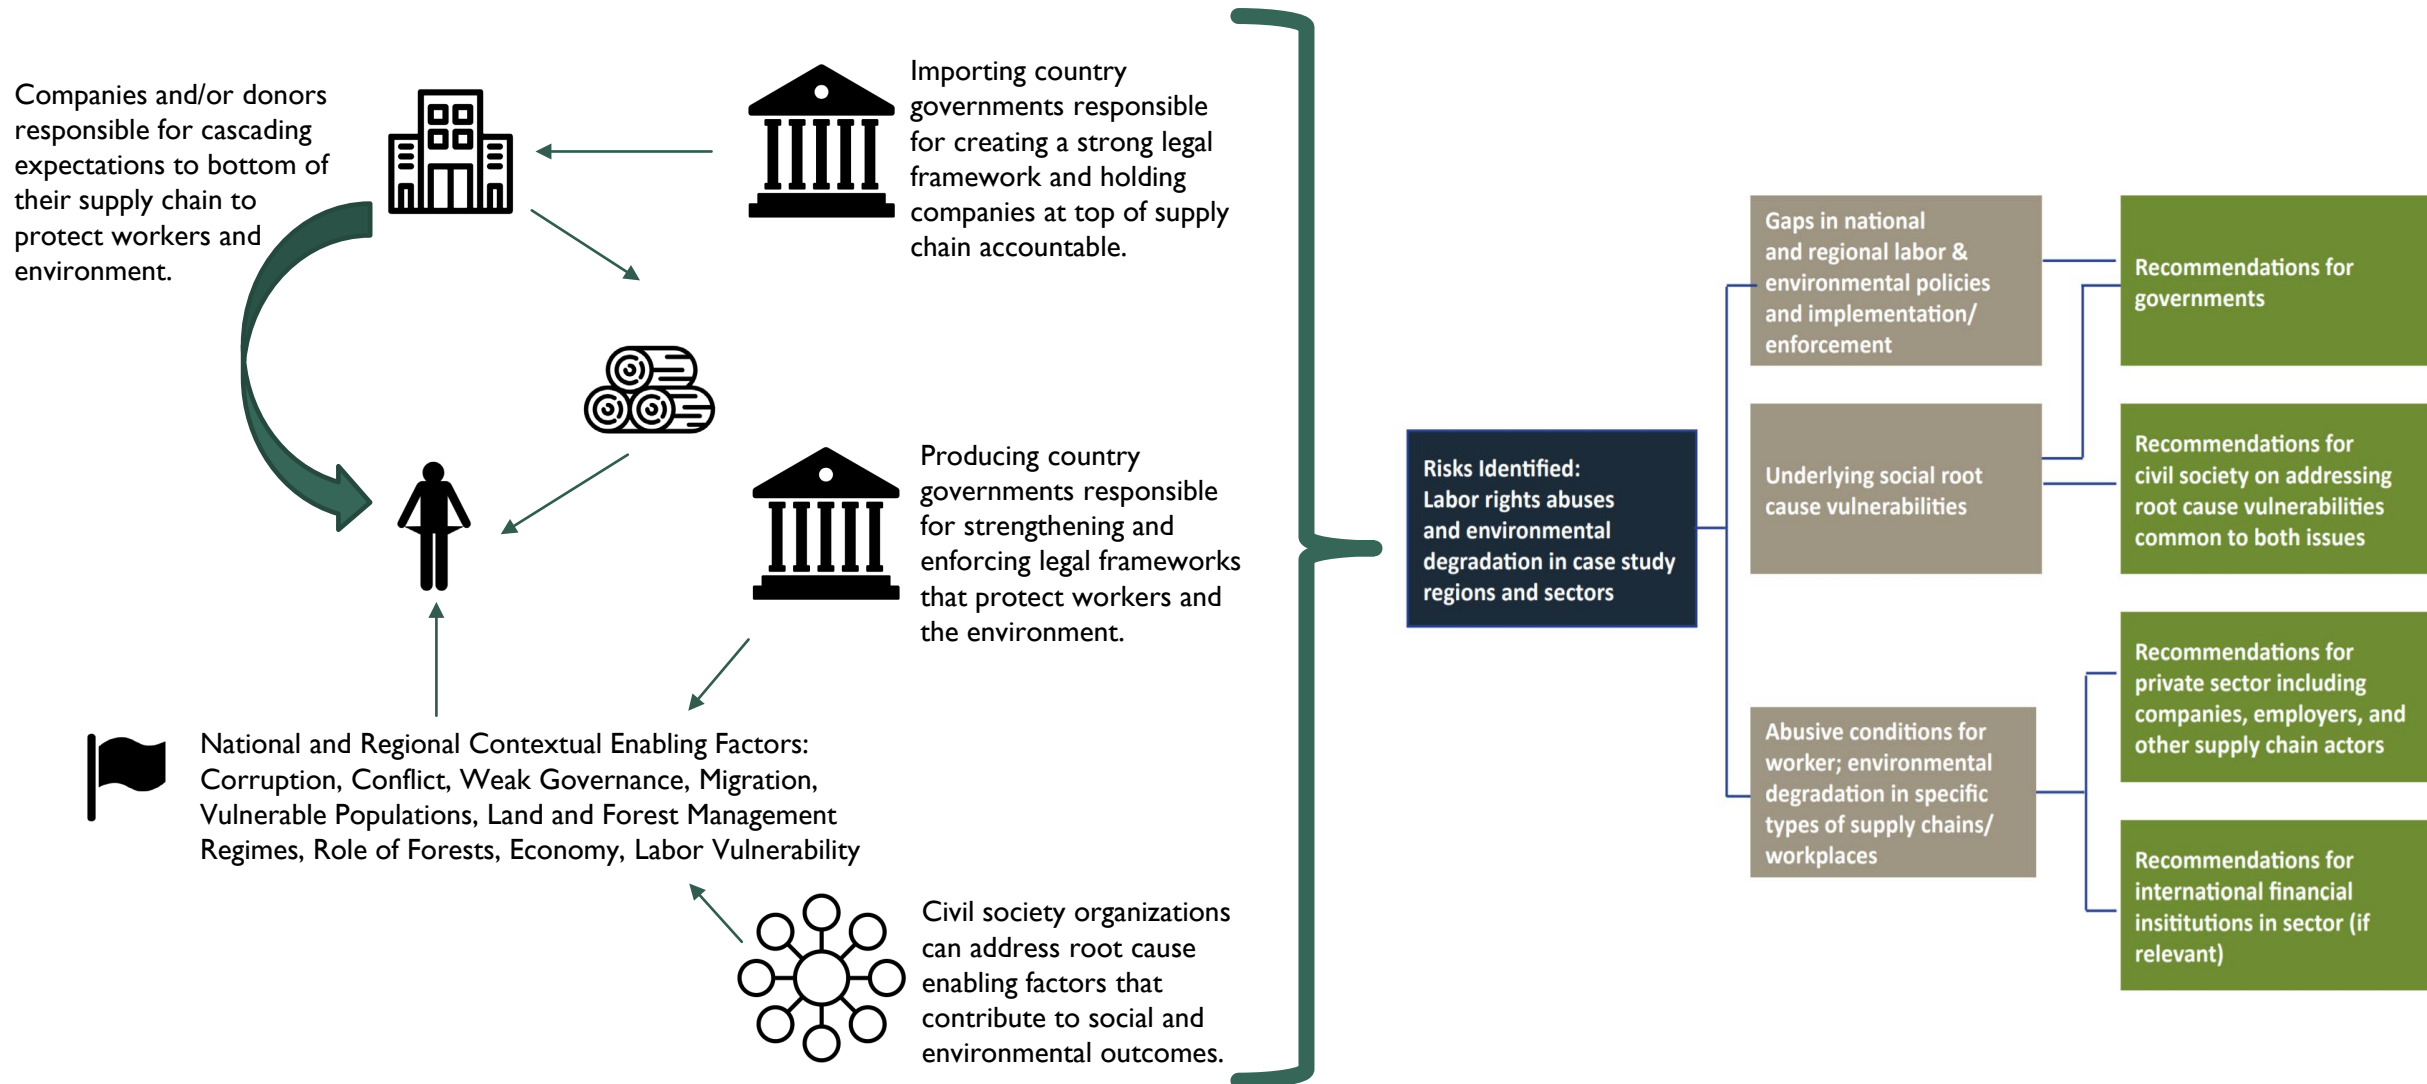 Companies and/or donors
responsible for cascading
expectations to bottom of
their supply chain to
protect workers and
environment.
Importing country
governments responsible
for creating a strong legal
framework and holding
companies at top of supply
chain accountable.
Producing country
governments responsible
for strengthening and
enforcing legal frameworks
that protect workers and
the environment.
National and Regional Contextual Enabling Factors:
Corruption, Conflict, Weak Governance, Migration,
Vulnerable Populations, Land and Forest Management
Regimes, Role of Forests, Economy, Labor Vulnerability
Civil society organizations
can address root cause
enabling factors that
contribute to social and
environmental outcomes.
Risks Identified:
Labor rights abuses
and environmental
degradation in case study
regions and sectors
Gaps in national
and regional labor &
environmental policies
and implementation/
enforcement
Underlying social root
cause vulnerabilities
Abusive conditions for
worker; environmental
degradation in specific
types of supply chains/
workplaces
Recommendations for
governments
Recommendations for
civil society on addressing
root cause vulnerabilities
common to both issues
Recommendations for
private sector including
companies, employers, and
other supply chain actors
Recommendations for
international financial
insititutions in sector (if
relevant)